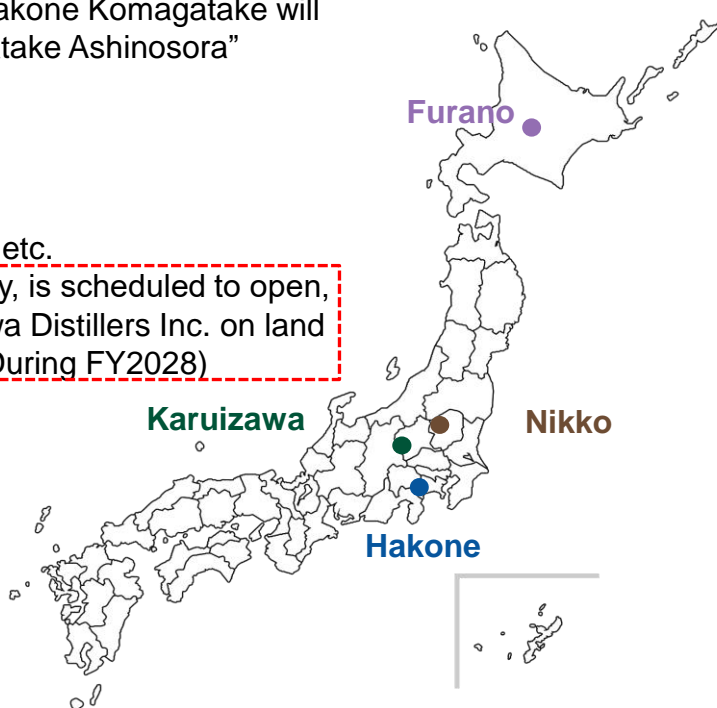 akone Komagatake will
take Ashinosora”
Furano
etc.
y, is scheduled to open,
wa Distillers Inc. on land
During FY2028)
Karuizawa
Nikko
Hakone